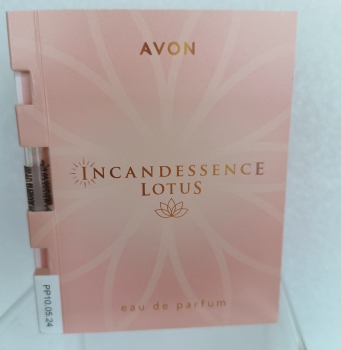 AVON
INCANDESSENCE
LOTUS
eau de parfum
PP10.05.24